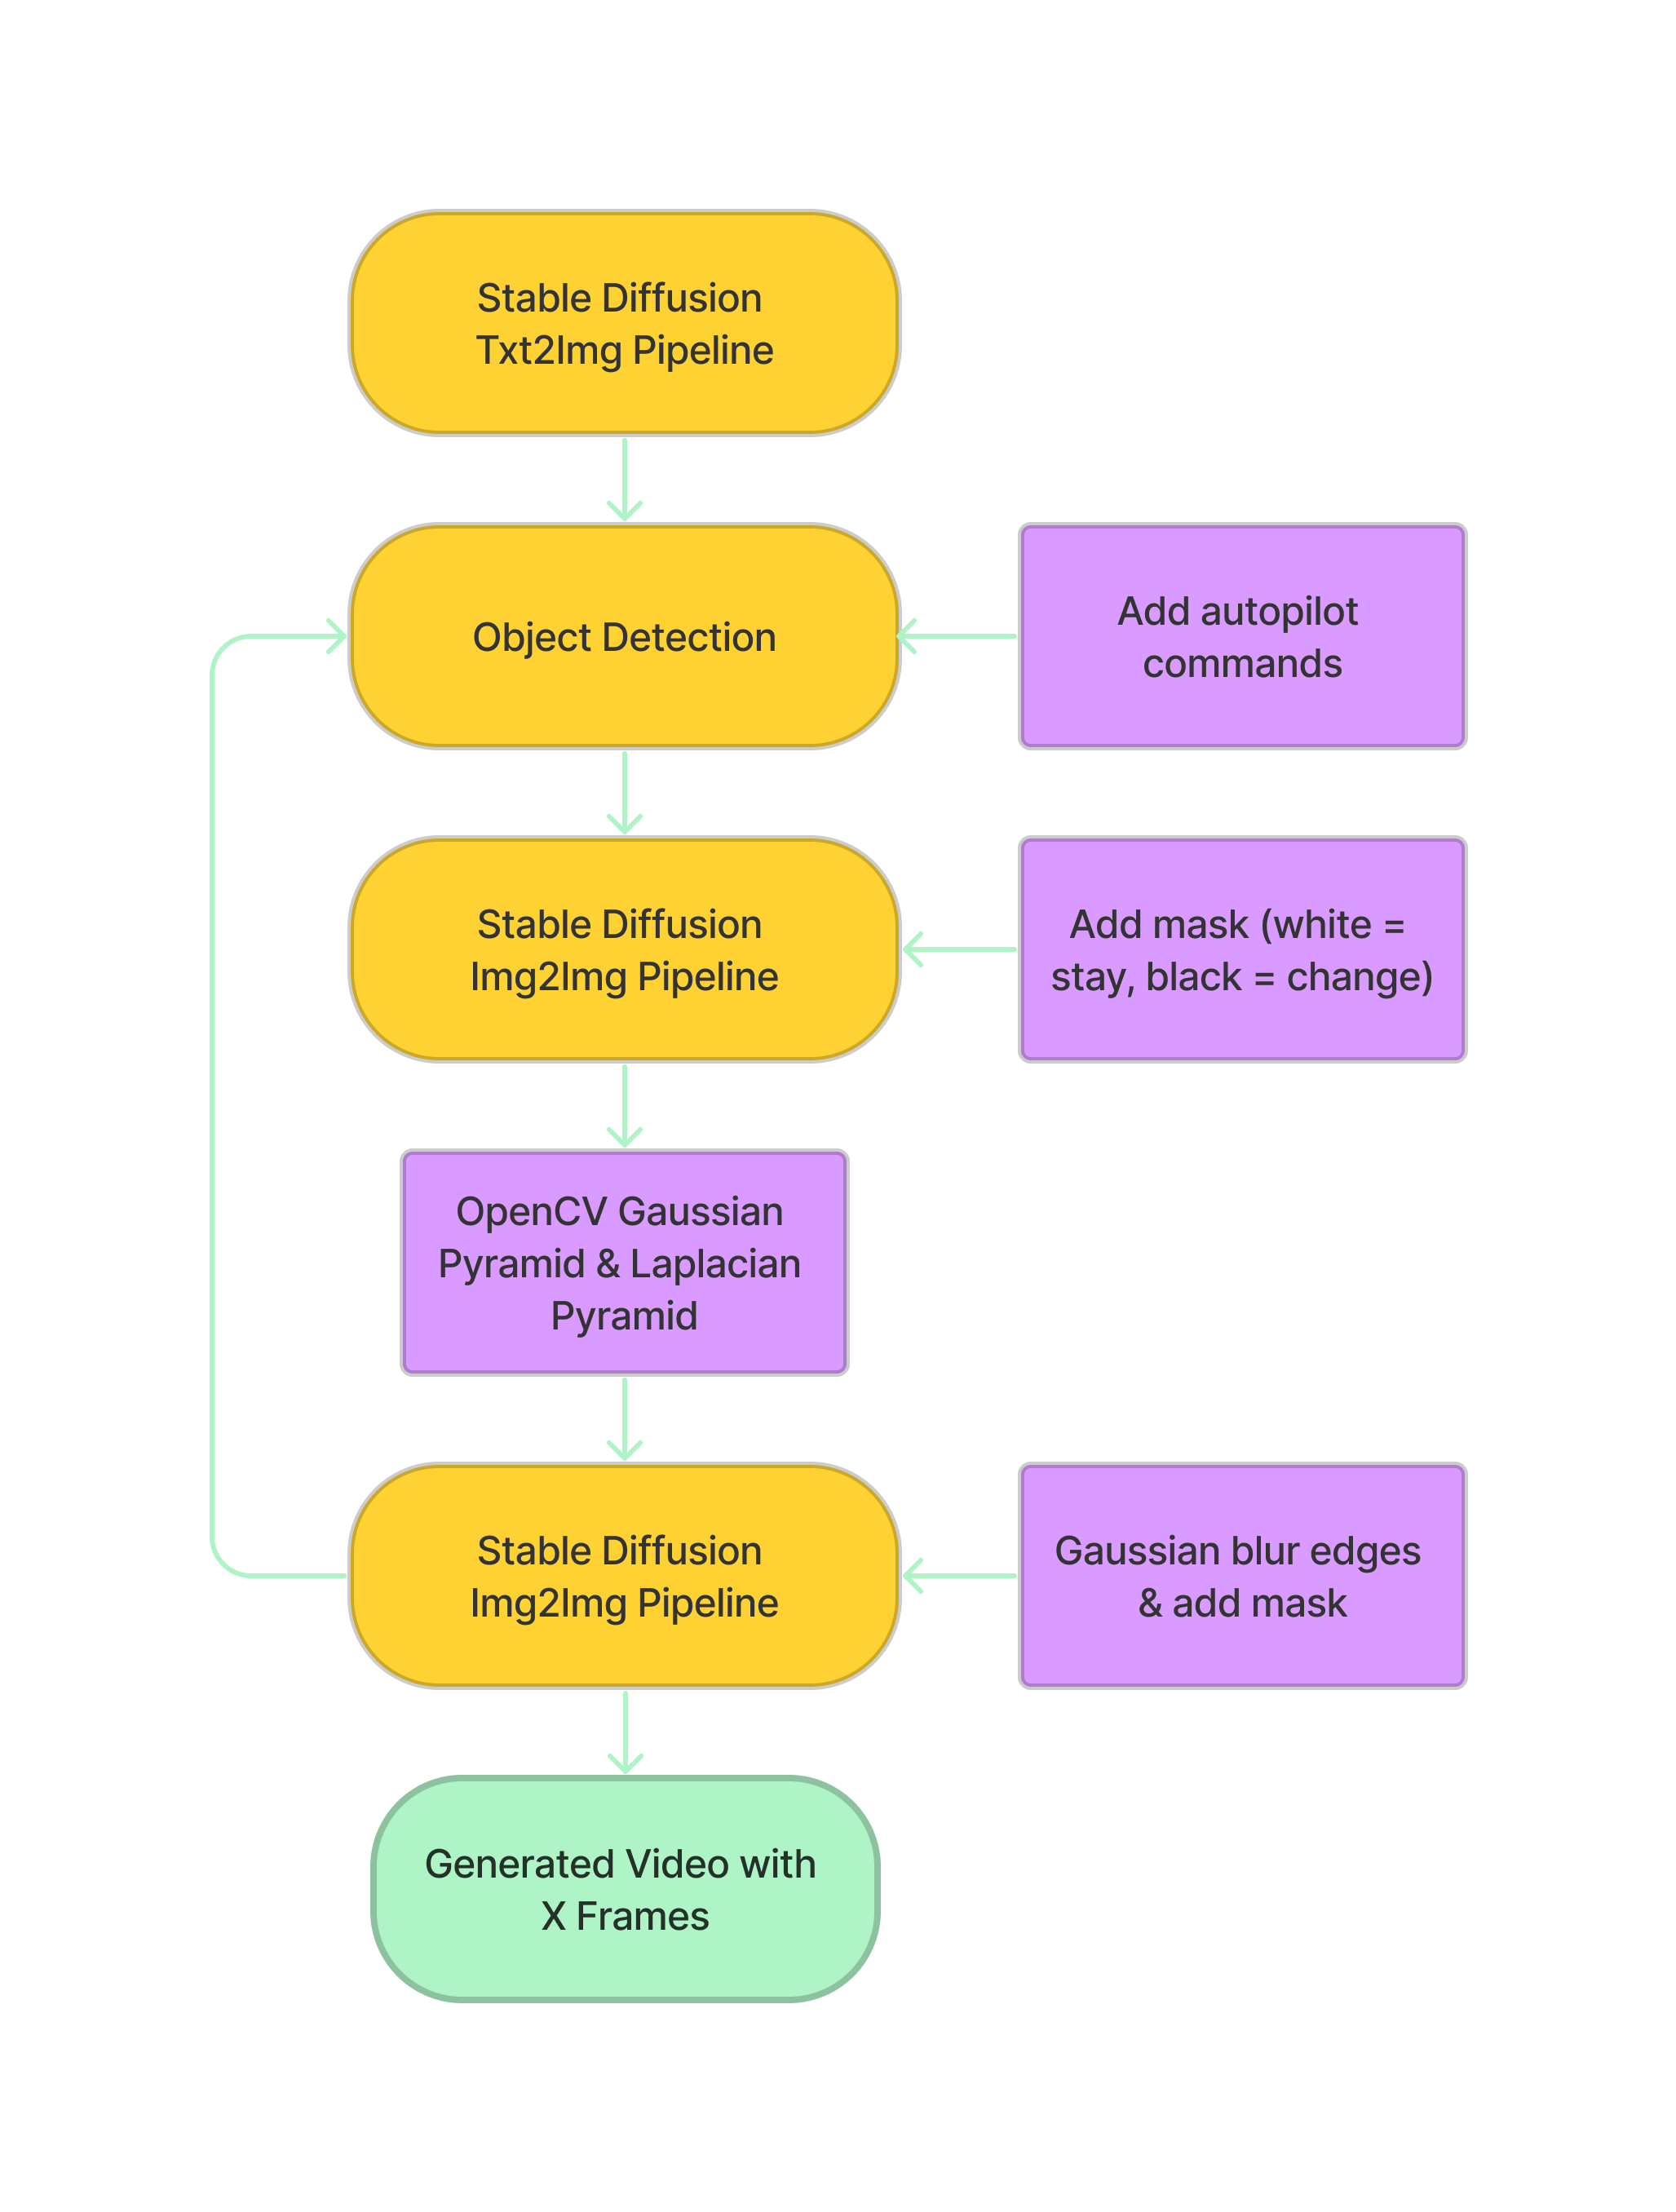 Stable Diffusion
Txt2Img Pipeline
Object Detection
Add autopilot
commands
Stable Diffusion
Img2Img Pipeline
Add mask (white =
stay, black = change)
OpenCV Gaussian
Pyramid & Laplacian
Pyramid
Stable Diffusion
Img2Img Pipeline
Gaussian blur edges
& add mask
Generated Video with
X Frames